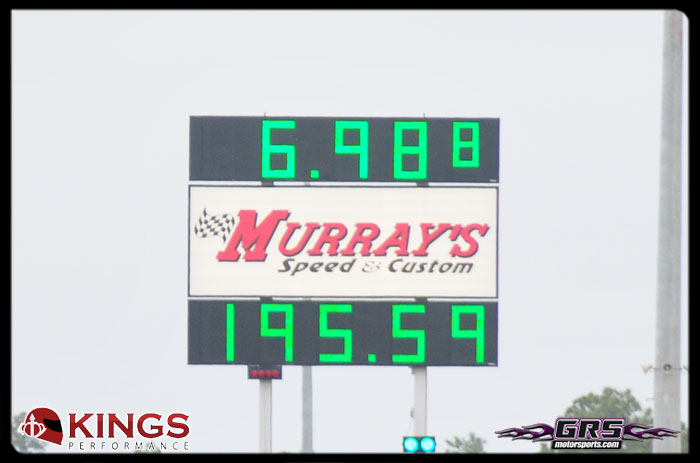 6.988
MURRAY'S
Speed & Custom
195.59
KINGS
PERFORMANCE
GRS
motorsports.com